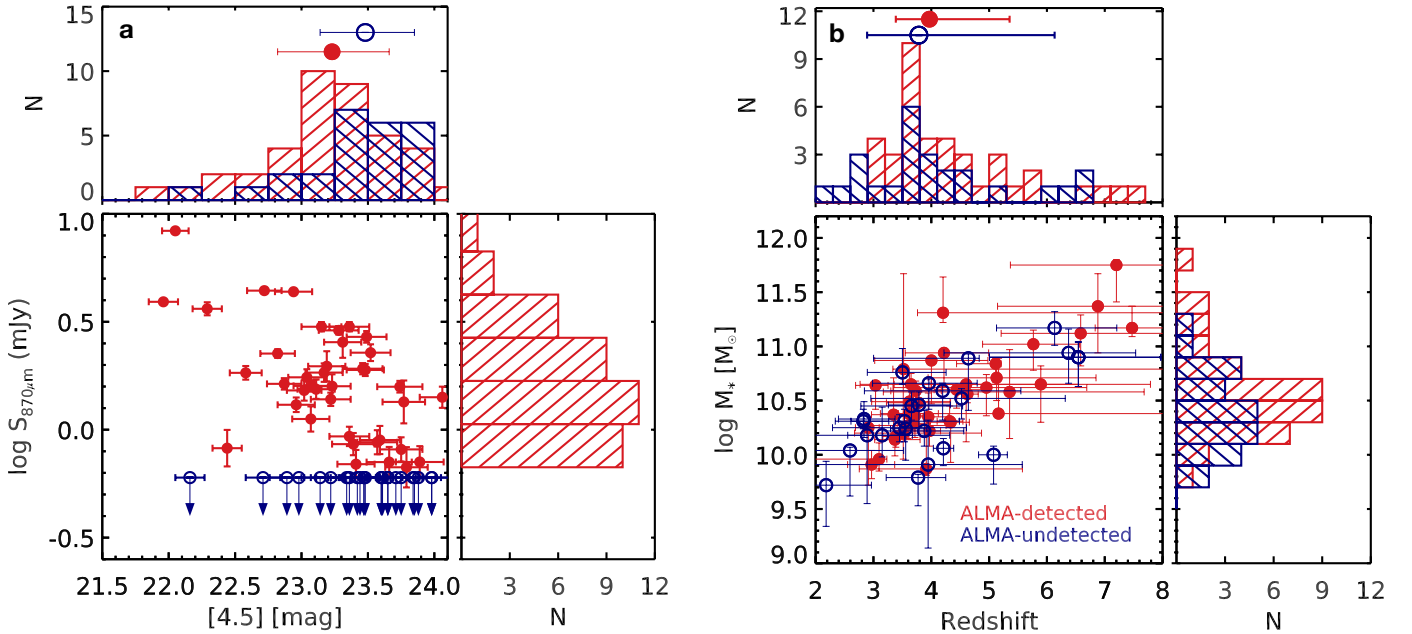 a
15
10
5
0
N
1.0
0.5
0.0
-0.5
log S870μm (mJy)
21.5 22.0 22.5 23.0 23.5 24.0
[4.5] [mag]
3 6 9 12
N
b
12
9
6
3
N
12.0
11.5
11.0
10.5
10.0
9.5
9.0
log M* [M⊙]
ALMA-detected
ALMA-undetected
2 3 4 5 6 7 8
Redshift
3 6 9 12
N